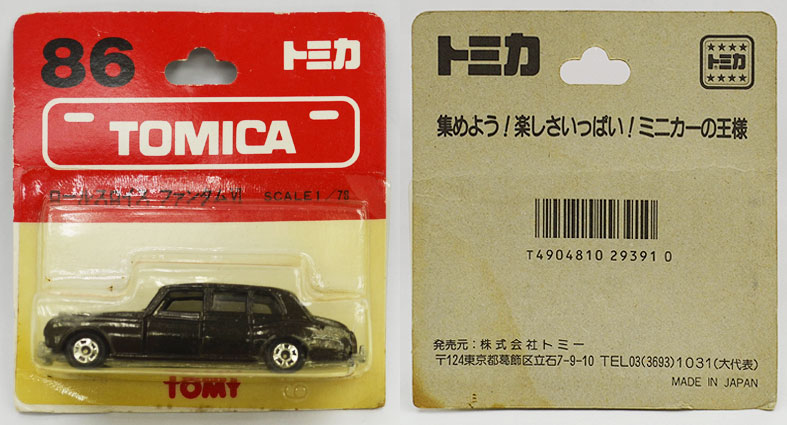 86
トミカ
TOMICA
ロールスロイス ファンダムVI SCALE1/78
TOMY
トミカ
トミカ
集めよう!楽しさいっぱい!ミニカーの王様
T4904810 29391 0
発売元:株式会社トミー
〒124東京都葛飾区立石7-9-10 TEL03(3693)1031(大代表)
MADE IN JAPAN